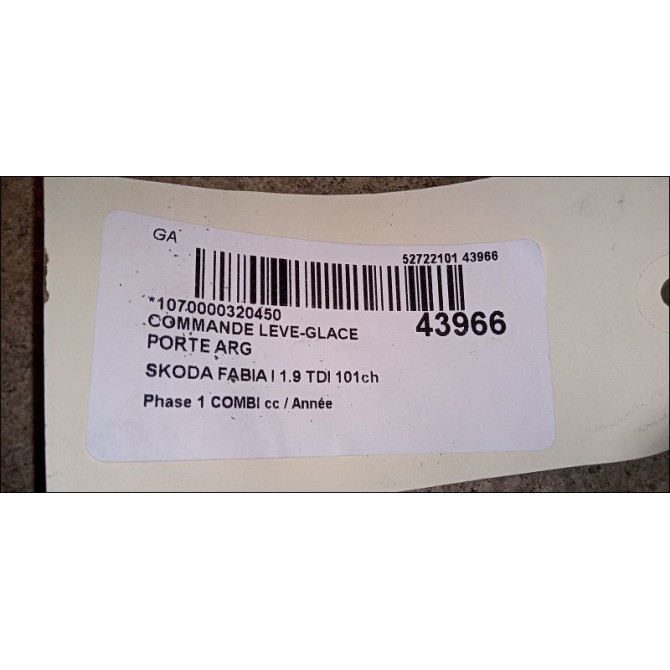 GA
52722101 43966
*1070000320450
43966
COMMANDE LEVE-GLACE
PORTE ARG
SKODA FABIA I 1.9 TDI 101ch
Phase 1 COMBI cc / Année